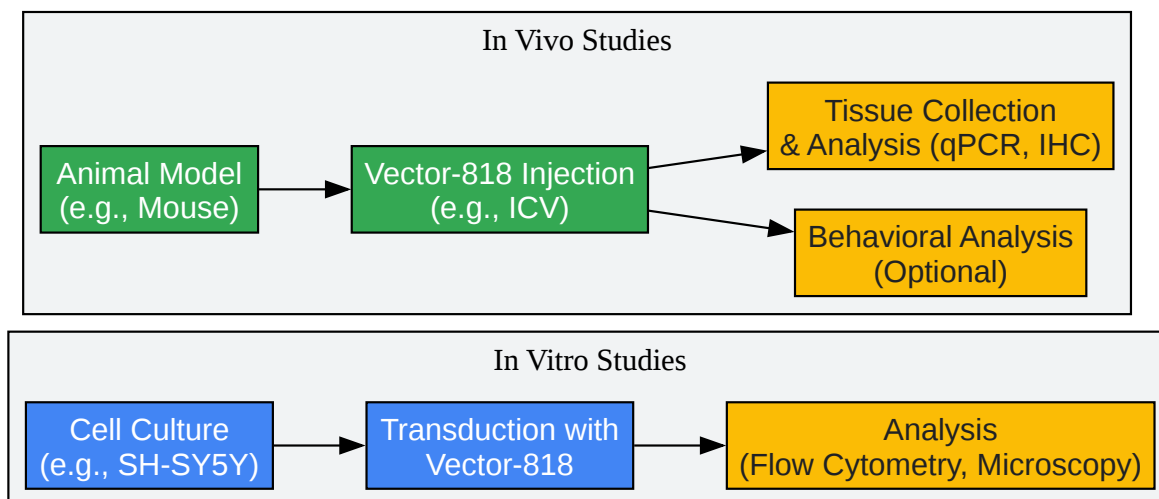 In Vivo Studies
Animal Model
(e.g., Mouse)
Vector-818 Injection
(e.g., ICV)
Tissue Collection
& Analysis (qPCR, IHC)
Behavioral Analysis
(Optional)
In Vitro Studies
Cell Culture
(e.g., SH-SY5Y)
Transduction with
Vector-818
Analysis
(Flow Cytometry, Microscopy)